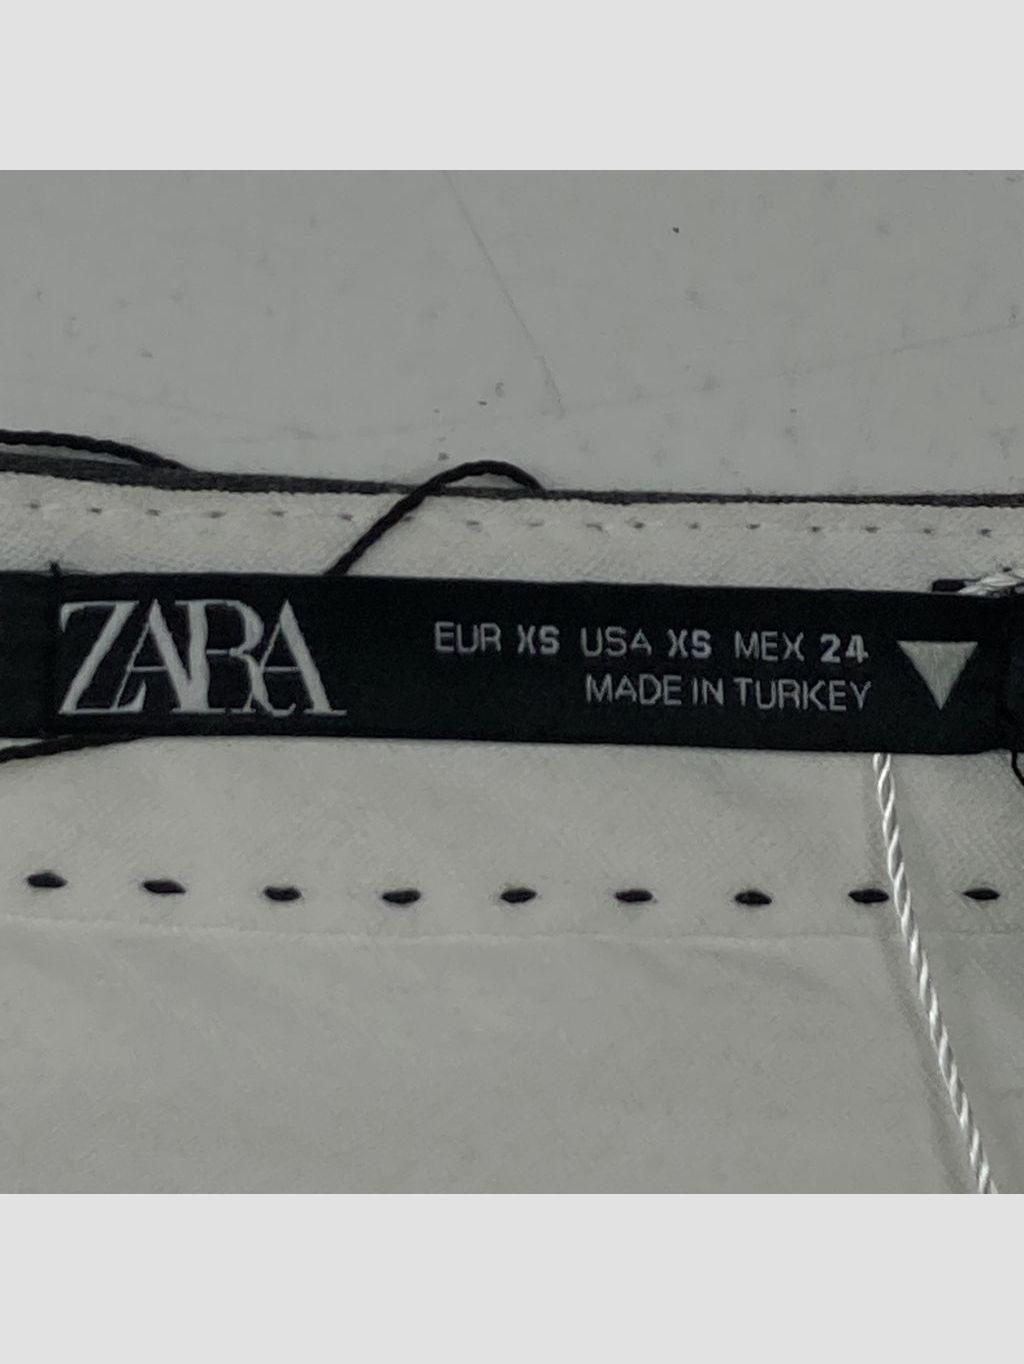 ZARA
EUR XS USA XS MEX 24
MADE IN TURKEY